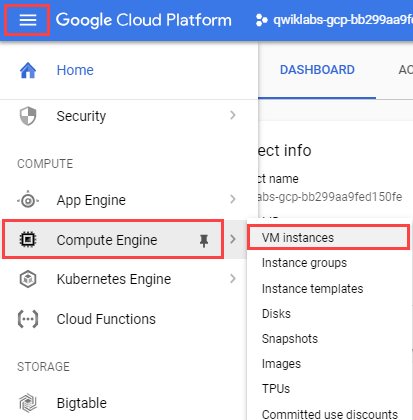 Google Cloud Platform
qwiklabs-gcp-bb299aa9fe
Home
DASHBOARD
AC
Security
ect info
COMPUTE
ct name
abs-gcp-bb299aa9fed150fe
App Engine
Compute Engine
VM instances
Instance groups
Kubernetes Engine
Instance templates
Cloud Functions
Disks
Snapshots
STORAGE
Images
TPUs
Bigtable
Committed use discounts